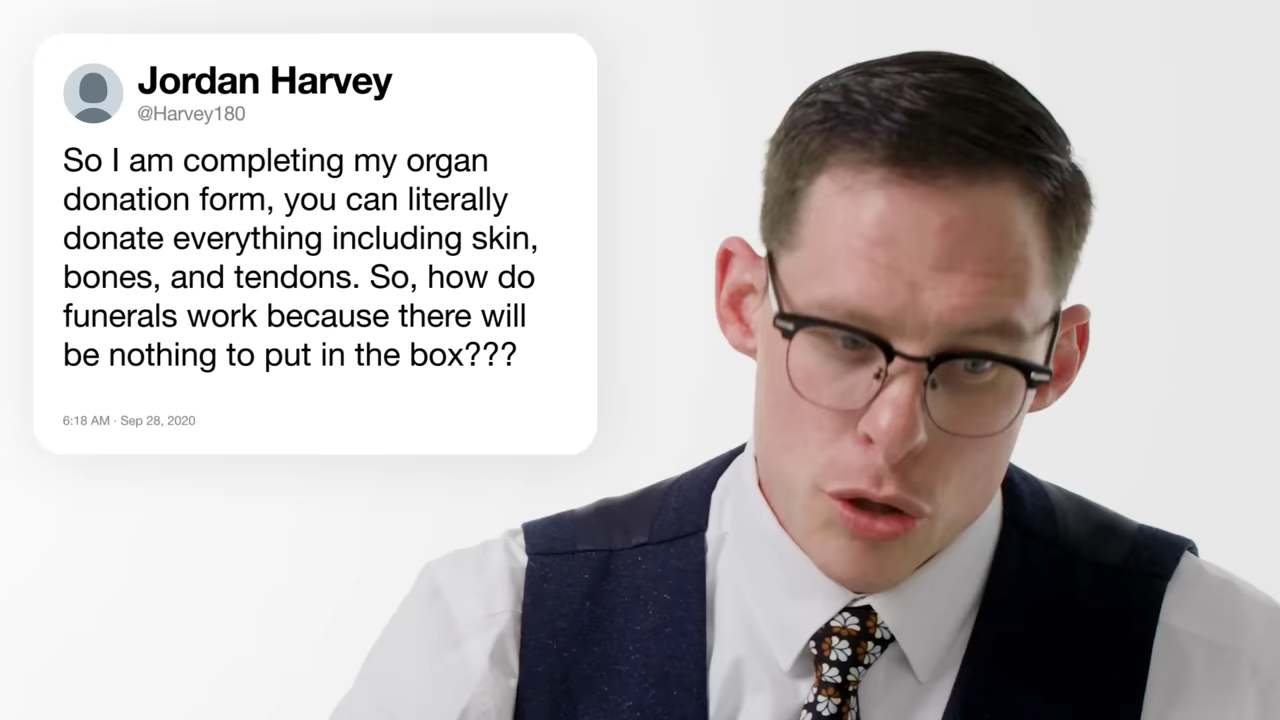 Jordan Harvey
@Harvey180
So I am completing my organ
donation form, you can literally
donate everything including skin,
bones, and tendons. So, how do
funerals work because there will
be nothing to put in the box???
6:18 AM · Sep 28, 2020